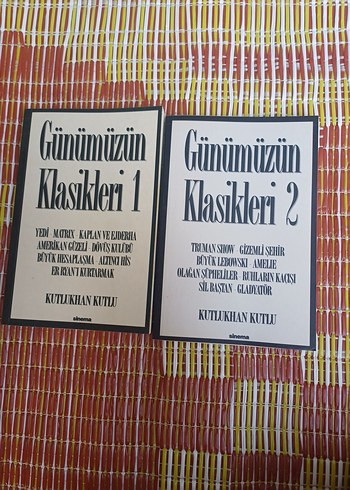 Günümüzün
Klasikleri 1
YEDİ · MATRIX · KAPLAN VE EJDERHA
AMERİKAN GÜZELİ · DÖVÜŞ KULÜBÜ
BÜYÜK HESAPLAŞMA · ALTINCI HİS
ER RYAN'I KURTARMAK
KUTLUKHAN KUTLU
sinema
Günümüzün
Klasikleri 2
TRUMAN SHOW · GİZEMLİ ŞEHİR
BÜYÜK LEBOWSKI · AMELIE
OLAĞAN ŞÜPHELİLER · RUHLARIN KAÇIŞI
SİL BAŞTAN · GLADYATÖR
KUTLUKHAN KUTLU
sinema